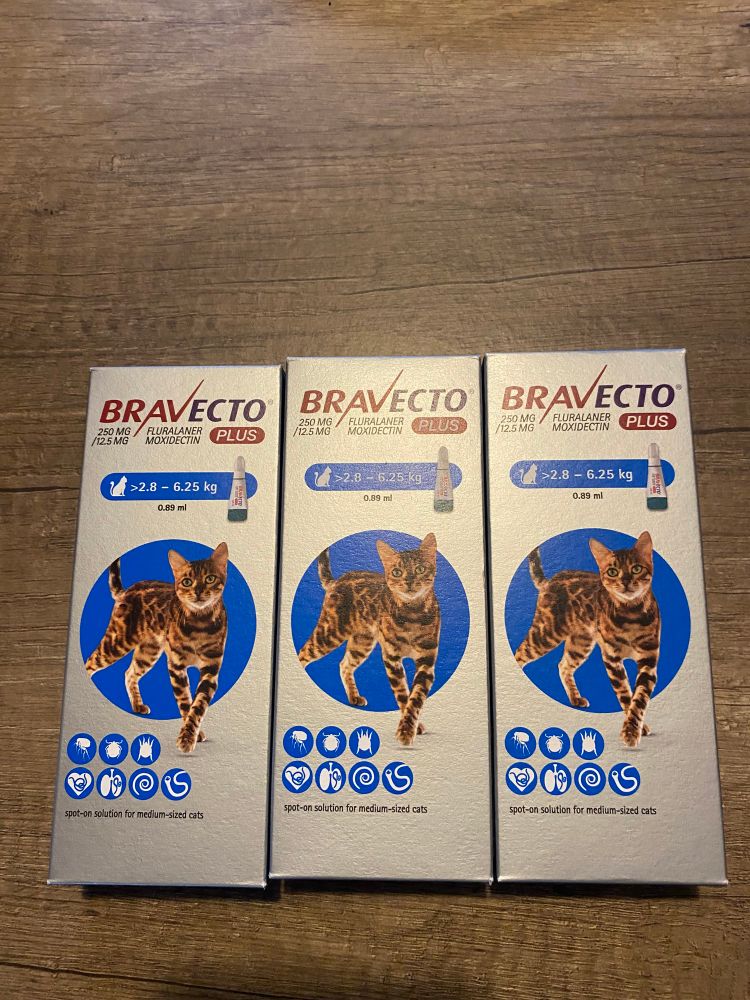 BRAVECTO®
250 MG FLURALANER
/12.5 MG MOXIDECTIN PLUS
>2.8 – 6.25 kg
0.89 ml
spot-on solution for medium-sized cats
BRAVECTO®
250 MG FLURALANER
/12.5 MG MOXIDECTIN PLUS
>2.8 – 6.25 kg
0.89 ml
spot-on solution for medium-sized cats
BRAVECTO®
250 MG FLURALANER
/12.5 MG MOXIDECTIN PLUS
>2.8 – 6.25 kg
0.89 ml
spot-on solution for medium-sized cats